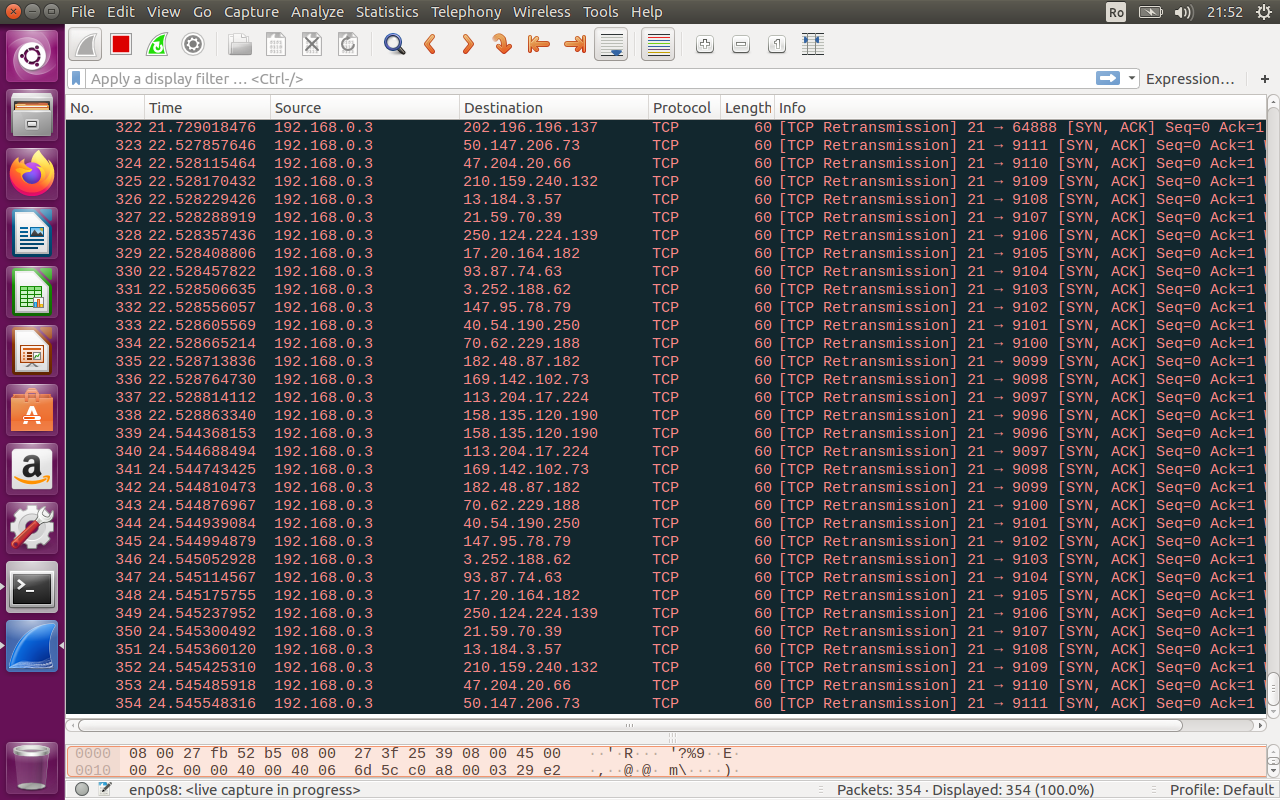 File Edit View Go Capture Analyze Statistics Telephony Wireless Tools Help Ro 21:52
Apply a display filter … <Ctrl-/> Expression… +
No. Time Source Destination Protocol Length Info
322 21.729018476 192.168.0.3 202.196.196.137 TCP 60 [TCP Retransmission] 21 → 64888 [SYN, ACK] Seq=0 Ack=1
323 22.527857646 192.168.0.3 50.147.206.73 TCP 60 [TCP Retransmission] 21 → 9111 [SYN, ACK] Seq=0 Ack=1
324 22.528115464 192.168.0.3 47.204.20.66 TCP 60 [TCP Retransmission] 21 → 9110 [SYN, ACK] Seq=0 Ack=1
325 22.528170432 192.168.0.3 210.159.240.132 TCP 60 [TCP Retransmission] 21 → 9109 [SYN, ACK] Seq=0 Ack=1
326 22.528229426 192.168.0.3 13.184.3.57 TCP 60 [TCP Retransmission] 21 → 9108 [SYN, ACK] Seq=0 Ack=1
327 22.528288919 192.168.0.3 21.59.70.39 TCP 60 [TCP Retransmission] 21 → 9107 [SYN, ACK] Seq=0 Ack=1
328 22.528357436 192.168.0.3 250.124.224.139 TCP 60 [TCP Retransmission] 21 → 9106 [SYN, ACK] Seq=0 Ack=1
329 22.528408806 192.168.0.3 17.20.164.182 TCP 60 [TCP Retransmission] 21 → 9105 [SYN, ACK] Seq=0 Ack=1
330 22.528457822 192.168.0.3 93.87.74.63 TCP 60 [TCP Retransmission] 21 → 9104 [SYN, ACK] Seq=0 Ack=1
331 22.528506635 192.168.0.3 3.252.188.62 TCP 60 [TCP Retransmission] 21 → 9103 [SYN, ACK] Seq=0 Ack=1
332 22.528556057 192.168.0.3 147.95.78.79 TCP 60 [TCP Retransmission] 21 → 9102 [SYN, ACK] Seq=0 Ack=1
333 22.528605569 192.168.0.3 40.54.190.250 TCP 60 [TCP Retransmission] 21 → 9101 [SYN, ACK] Seq=0 Ack=1
334 22.528665214 192.168.0.3 70.62.229.188 TCP 60 [TCP Retransmission] 21 → 9100 [SYN, ACK] Seq=0 Ack=1
335 22.528713836 192.168.0.3 182.48.87.182 TCP 60 [TCP Retransmission] 21 → 9099 [SYN, ACK] Seq=0 Ack=1
336 22.528764730 192.168.0.3 169.142.102.73 TCP 60 [TCP Retransmission] 21 → 9098 [SYN, ACK] Seq=0 Ack=1
337 22.528814112 192.168.0.3 113.204.17.224 TCP 60 [TCP Retransmission] 21 → 9097 [SYN, ACK] Seq=0 Ack=1
338 22.528863340 192.168.0.3 158.135.120.190 TCP 60 [TCP Retransmission] 21 → 9096 [SYN, ACK] Seq=0 Ack=1
339 24.544368153 192.168.0.3 158.135.120.190 TCP 60 [TCP Retransmission] 21 → 9096 [SYN, ACK] Seq=0 Ack=1
340 24.544688494 192.168.0.3 113.204.17.224 TCP 60 [TCP Retransmission] 21 → 9097 [SYN, ACK] Seq=0 Ack=1
341 24.544743425 192.168.0.3 169.142.102.73 TCP 60 [TCP Retransmission] 21 → 9098 [SYN, ACK] Seq=0 Ack=1
342 24.544810473 192.168.0.3 182.48.87.182 TCP 60 [TCP Retransmission] 21 → 9099 [SYN, ACK] Seq=0 Ack=1
343 24.544876967 192.168.0.3 70.62.229.188 TCP 60 [TCP Retransmission] 21 → 9100 [SYN, ACK] Seq=0 Ack=1
344 24.544939084 192.168.0.3 40.54.190.250 TCP 60 [TCP Retransmission] 21 → 9101 [SYN, ACK] Seq=0 Ack=1
345 24.544994879 192.168.0.3 147.95.78.79 TCP 60 [TCP Retransmission] 21 → 9102 [SYN, ACK] Seq=0 Ack=1
346 24.545052928 192.168.0.3 3.252.188.62 TCP 60 [TCP Retransmission] 21 → 9103 [SYN, ACK] Seq=0 Ack=1
347 24.545114567 192.168.0.3 93.87.74.63 TCP 60 [TCP Retransmission] 21 → 9104 [SYN, ACK] Seq=0 Ack=1
348 24.545175755 192.168.0.3 17.20.164.182 TCP 60 [TCP Retransmission] 21 → 9105 [SYN, ACK] Seq=0 Ack=1
349 24.545237952 192.168.0.3 250.124.224.139 TCP 60 [TCP Retransmission] 21 → 9106 [SYN, ACK] Seq=0 Ack=1
350 24.545300492 192.168.0.3 21.59.70.39 TCP 60 [TCP Retransmission] 21 → 9107 [SYN, ACK] Seq=0 Ack=1
351 24.545360120 192.168.0.3 13.184.3.57 TCP 60 [TCP Retransmission] 21 → 9108 [SYN, ACK] Seq=0 Ack=1
352 24.545425310 192.168.0.3 210.159.240.132 TCP 60 [TCP Retransmission] 21 → 9109 [SYN, ACK] Seq=0 Ack=1
353 24.545485918 192.168.0.3 47.204.20.66 TCP 60 [TCP Retransmission] 21 → 9110 [SYN, ACK] Seq=0 Ack=1
354 24.545548316 192.168.0.3 50.147.206.73 TCP 60 [TCP Retransmission] 21 → 9111 [SYN, ACK] Seq=0 Ack=1
0000 08 00 27 fb 52 b5 08 00 27 3f 25 39 08 00 45 00 ··'·R··· '?%9··E·
0010 00 2c 00 00 40 00 40 06 6d 5c c0 a8 00 03 29 e2 ·,··@·@· m\····)·
enp0s8: <live capture in progress> Packets: 354 · Displayed: 354 (100.0%) Profile: Default